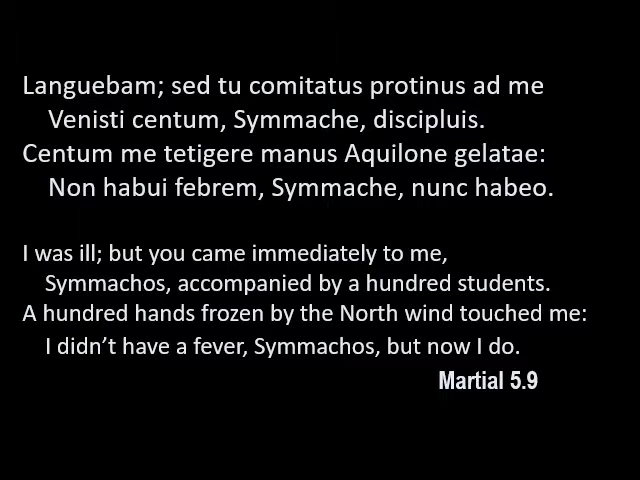 Languebam; sed tu comitatus protinus ad me
Venisti centum, Symmache, discipluis.
Centum me tetigere manus Aquilone gelatae:
Non habui febrem, Symmache, nunc habeo.
I was ill; but you came immediately to me,
Symmachos, accompanied by a hundred students.
A hundred hands frozen by the North wind touched me:
I didn’t have a fever, Symmachos, but now I do.
Martial 5.9